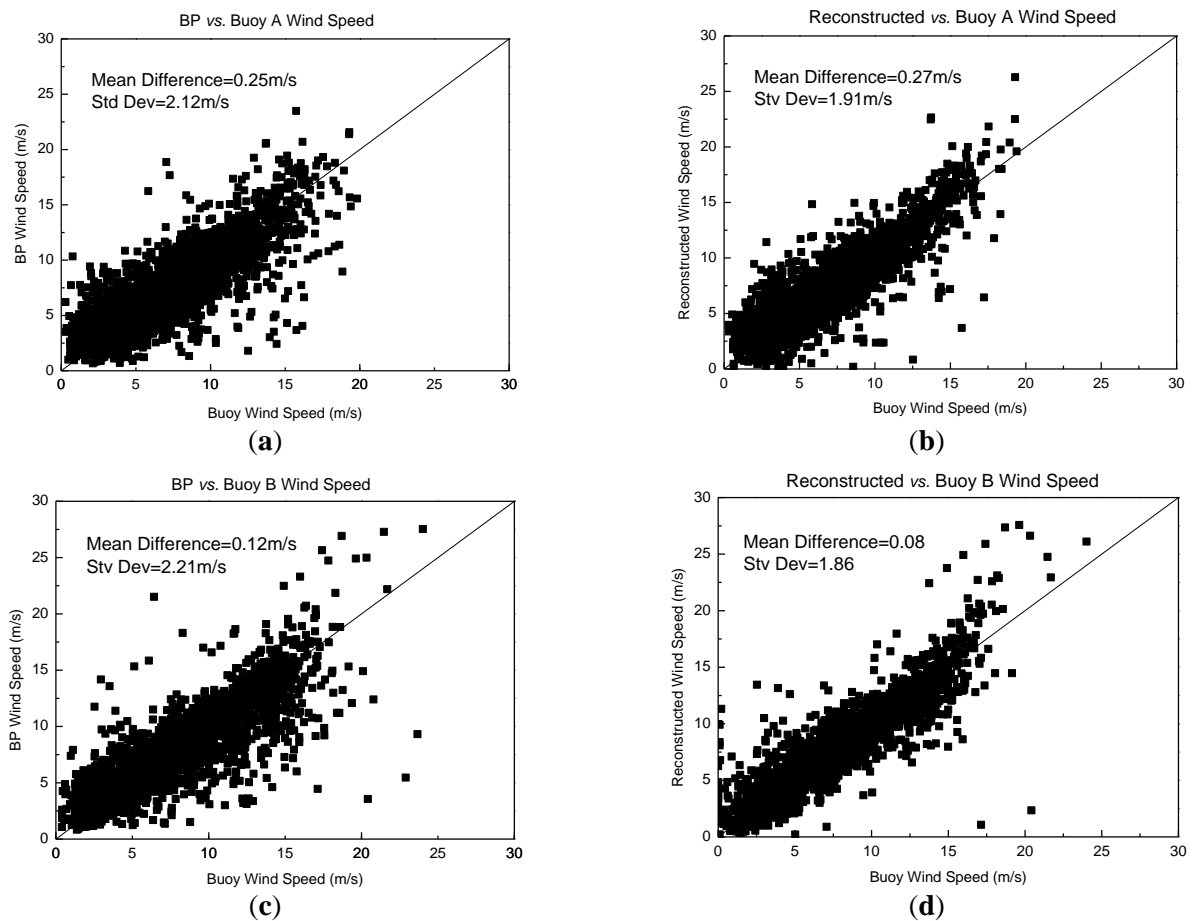 BP vs. Buoy A Wind Speed
30
25
20
15
10
5
0
Mean Difference=0.25m/s
Std Dev=2.12m/s
BP Wind Speed (m/s)
0 5 10 15 20 25 30
Buoy Wind Speed (m/s)
(a)
Reconstructed vs. Buoy A Wind Speed
30
25
20
15
10
5
0
Mean Difference=0.27m/s
Stv Dev=1.91m/s
Reconstructed Wind Speed (m/s)
0 5 10 15 20 25 30
Buoy Wind Speed (m/s)
(b)
BP vs. Buoy B Wind Speed
30
25
20
15
10
5
0
Mean Difference=0.12m/s
Stv Dev=2.21m/s
BP Wind Speed (m/s)
0 5 10 15 20 25 30
Buoy Wind Speed (m/s)
(c)
Reconstructed vs. Buoy B Wind Speed
30
25
20
15
10
5
0
Mean Difference=0.08
Stv Dev=1.86
Reconstructed Wind Speed (m/s)
0 5 10 15 20 25 30
Buoy Wind Speed (m/s)
(d)